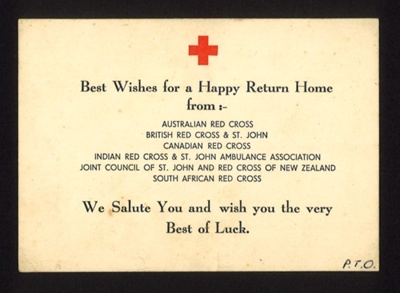 Best Wishes for a Happy Return Home
from :-
AUSTRALIAN RED CROSS
BRITISH RED CROSS & ST. JOHN
CANADIAN RED CROSS
INDIAN RED CROSS & ST. JOHN AMBULANCE ASSOCIATION
JOINT COUNCIL OF ST. JOHN AND RED CROSS OF NEW ZEALAND
SOUTH AFRICAN RED CROSS
We Salute You and wish you the very
Best of Luck.
P.T.O.